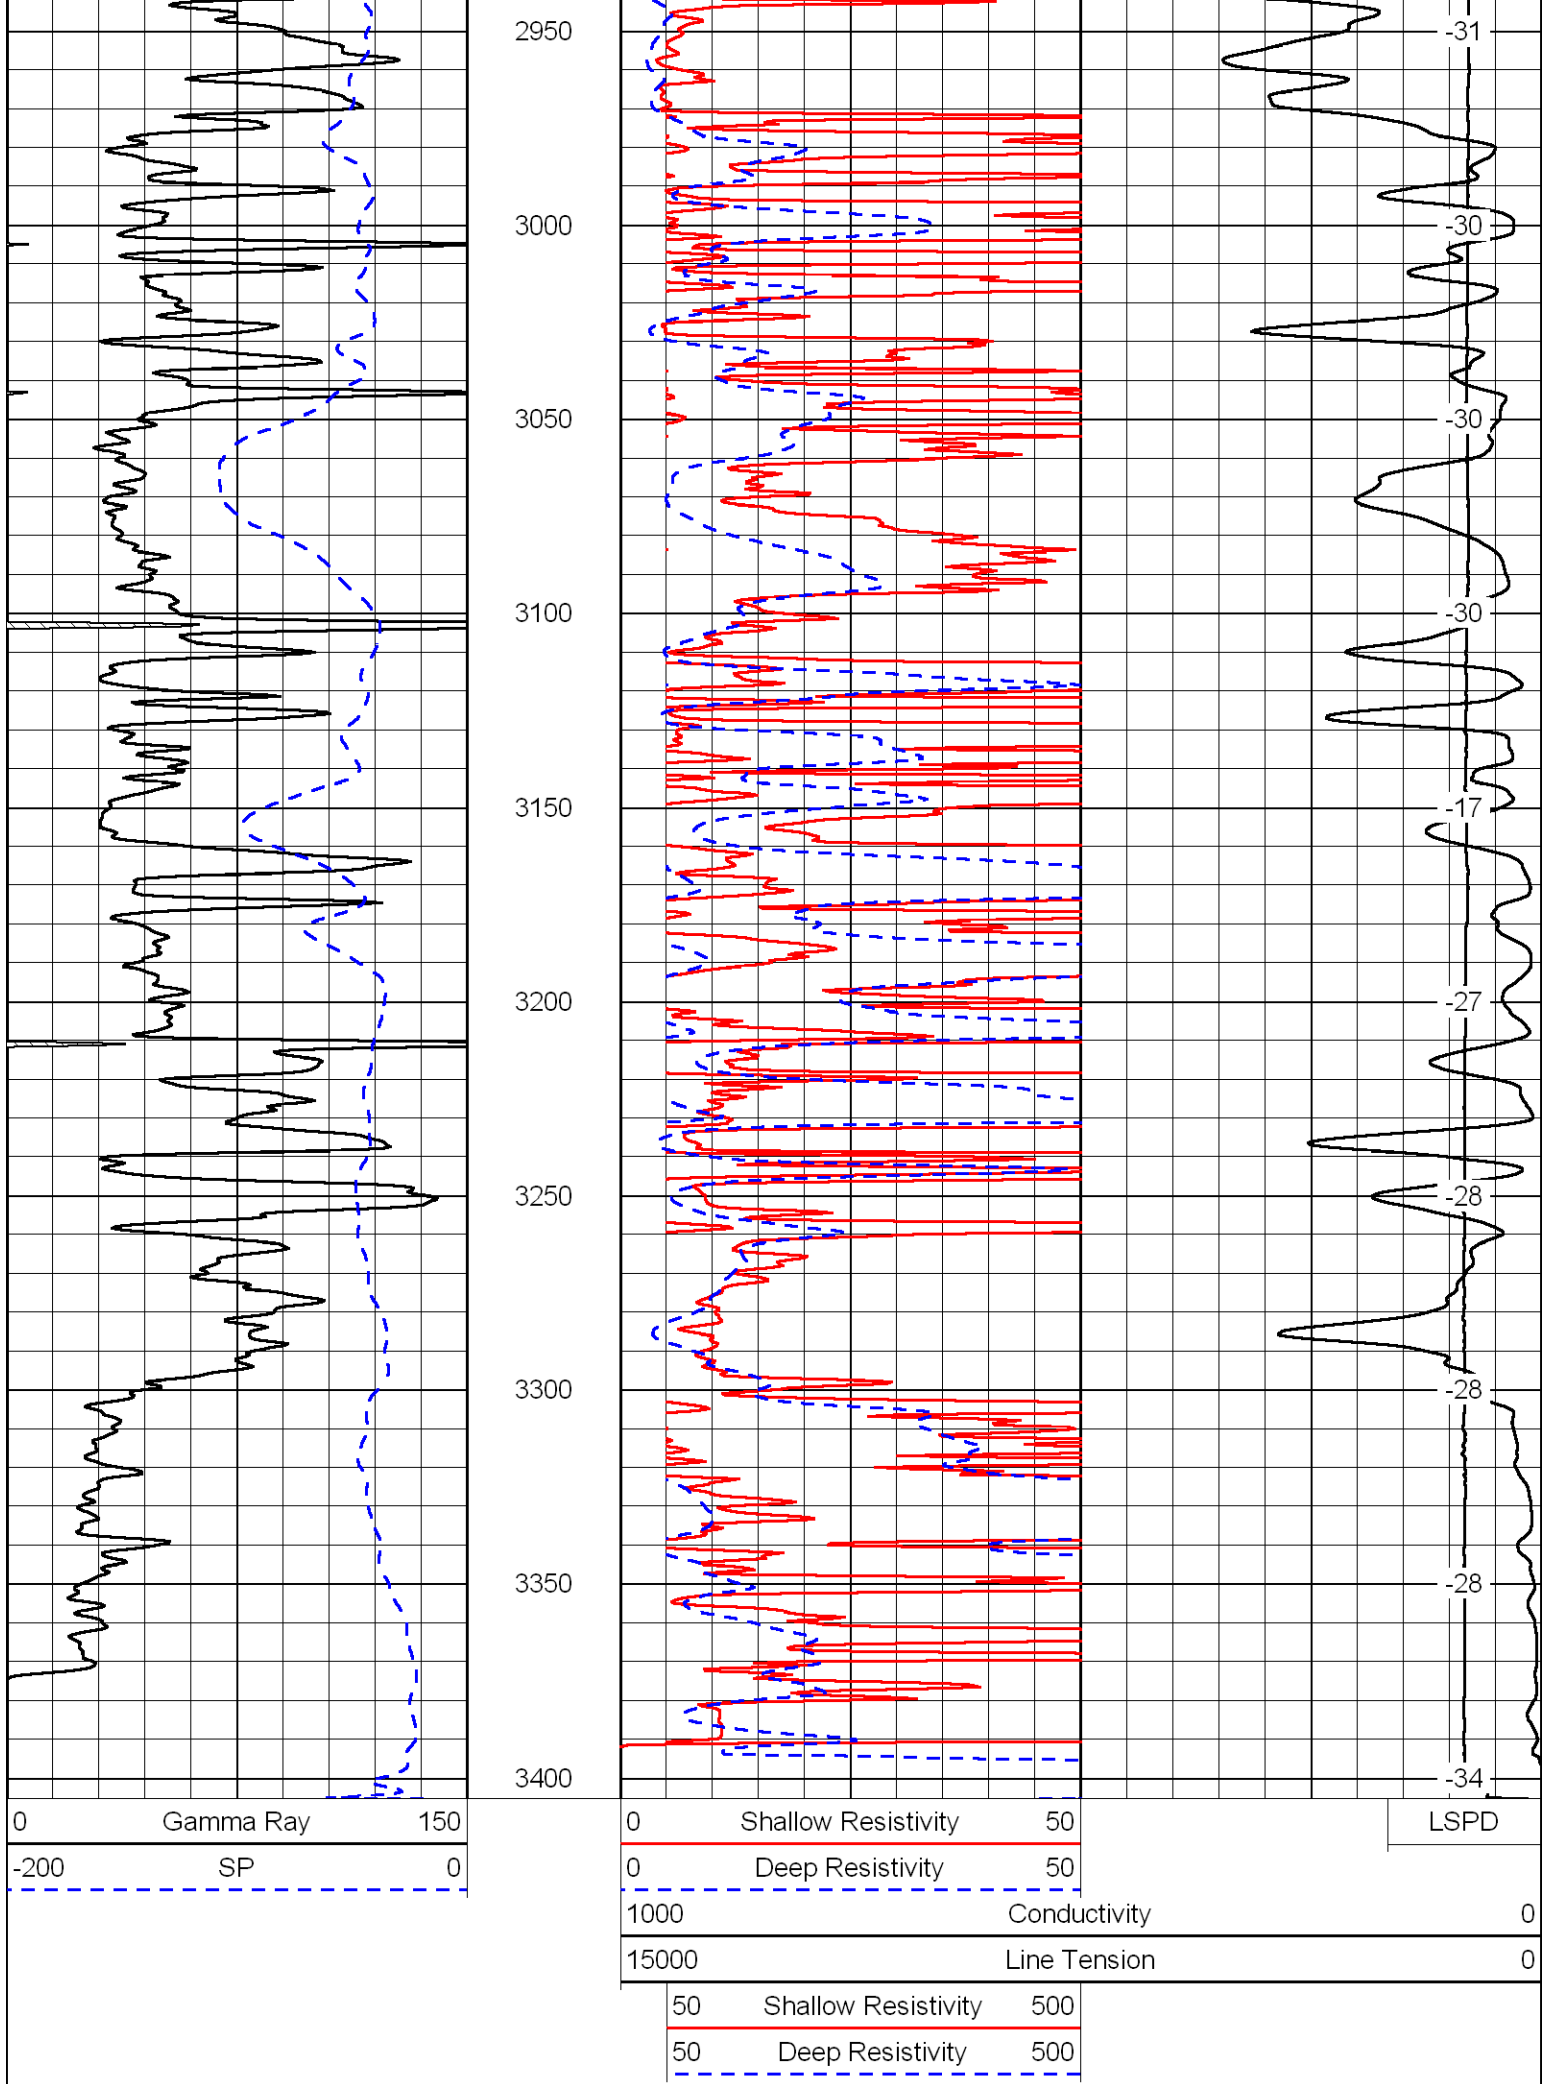 2950
-31
3000
-30
3050
-30
3100
-30
3150
-17
3200
-27
3250
-28
3300
-28
3350
-28
3400
-34
0 Gamma Ray 150
-200 SP 0
0 Shallow Resistivity 50
0 Deep Resistivity 50
LSPD
1000 Conductivity 0
15000 Line Tension 0
50 Shallow Resistivity 500
50 Deep Resistivity 500